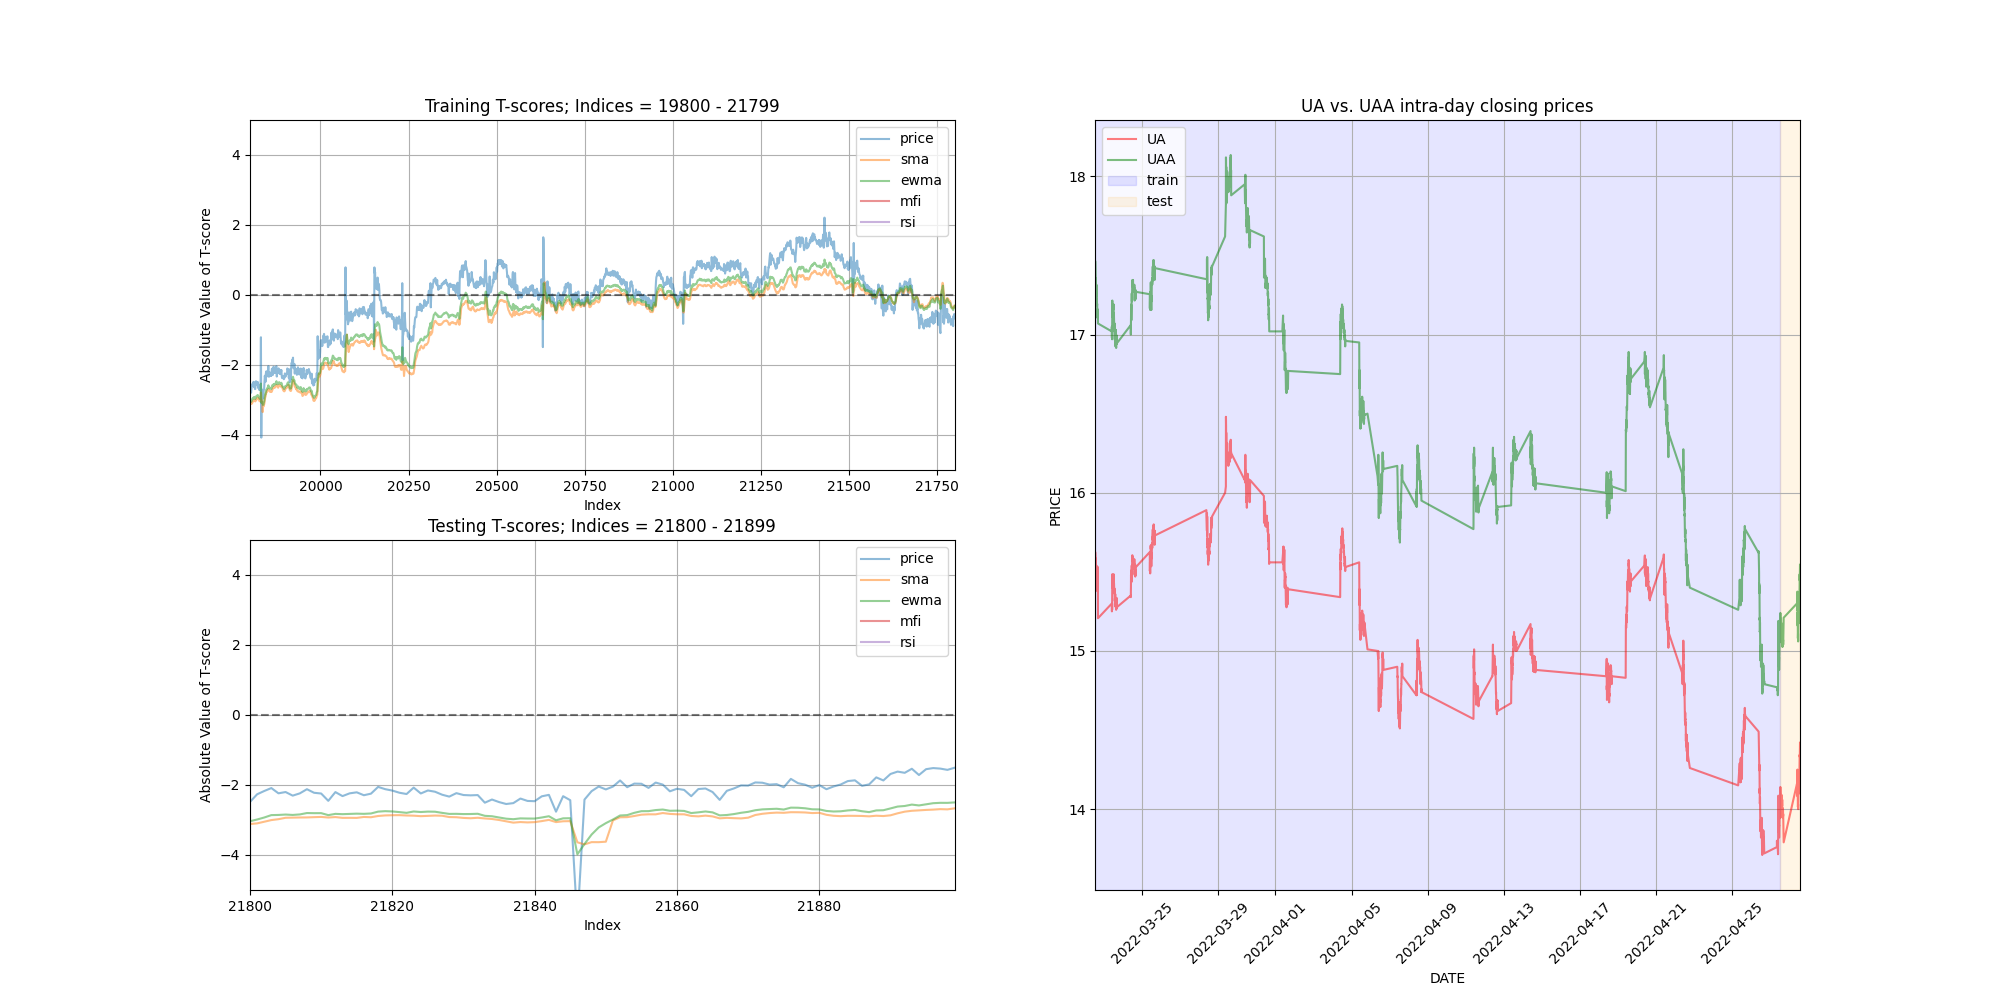 Training T-scores; Indices = 19800 - 21799
Absolute Value of T-score
4
2
0
−2
−4
price
sma
ewma
mfi
rsi
20000
20250
20500
20750
21000
21250
21500
21750
Index
Testing T-scores; Indices = 21800 - 21899
Absolute Value of T-score
4
2
0
−2
−4
price
sma
ewma
mfi
rsi
21800
21820
21840
21860
21880
Index
UA vs. UAA intra-day closing prices
UA
UAA
train
test
PRICE
18
17
16
15
14
2022-03-25
2022-03-29
2022-04-01
2022-04-05
2022-04-09
2022-04-13
2022-04-17
2022-04-21
2022-04-25
DATE